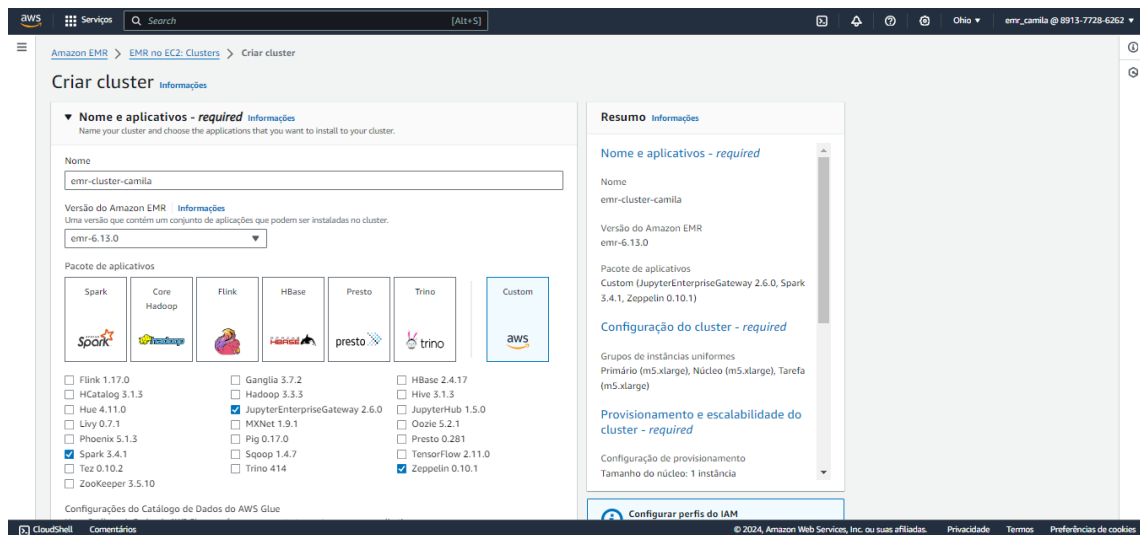 aws Serviços Search [Alt+S] Ohio emr_camila @ 8913-7728-6262
Amazon EMR > EMR no EC2: Clusters > Criar cluster
Criar cluster Informações
Nome e aplicativos - required Informações
Name your cluster and choose the applications that you want to install to your cluster.
Nome
emr-cluster-camila
Versão do Amazon EMR Informações
Uma versão que contém um conjunto de aplicações que podem ser instaladas no cluster.
emr-6.13.0
Pacote de aplicativos
Spark Core Flink HBase Presto Trino Custom
Hadoop
Spark hadoop HBASE presto trino aws
Flink 1.17.0 Ganglia 3.7.2 HBase 2.4.17
HCatalog 3.1.3 Hadoop 3.3.3 Hive 3.1.3
Hue 4.11.0 JupyterEnterpriseGateway 2.6.0 JupyterHub 1.5.0
Livy 0.7.1 MXNet 1.9.1 Oozie 5.2.1
Phoenix 5.1.3 Pig 0.17.0 Presto 0.281
Spark 3.4.1 Sqoop 1.4.7 TensorFlow 2.11.0
Tez 0.10.2 Trino 414 Zeppelin 0.10.1
ZooKeeper 3.5.10
Configurações do Catálogo de Dados do AWS Glue
Resumo Informações
Nome e aplicativos - required
Nome
emr-cluster-camila
Versão do Amazon EMR
emr-6.13.0
Pacote de aplicativos
Custom (JupyterEnterpriseGateway 2.6.0, Spark
3.4.1, Zeppelin 0.10.1)
Configuração do cluster - required
Grupos de instâncias uniformes
Primário (m5.xlarge), Núcleo (m5.xlarge), Tarefa
(m5.xlarge)
Provisionamento e escalabilidade do
cluster - required
Configuração de provisionamento
Tamanho do núcleo: 1 instância
Configurar perfis do IAM
CloudShell Comentários © 2024, Amazon Web Services, Inc. ou suas afiliadas. Privacidade Termos Preferências de cookies